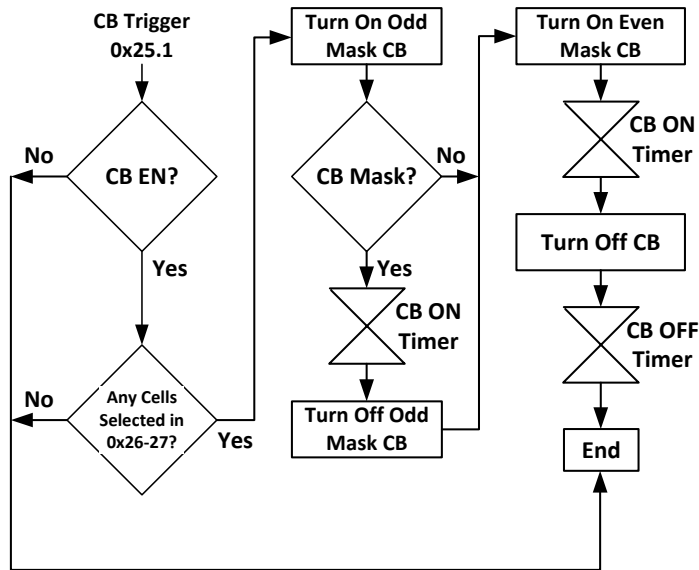 CB Trigger
0x25.1
No
CB EN?
Yes
No
Any Cells
Selected in
0x26-27?
Yes
Turn On Odd
Mask CB
CB Mask?
No
Yes
CB ON
Timer
Turn Off Odd
Mask CB
Turn On Even
Mask CB
CB ON
Timer
Turn Off CB
CB OFF
Timer
End